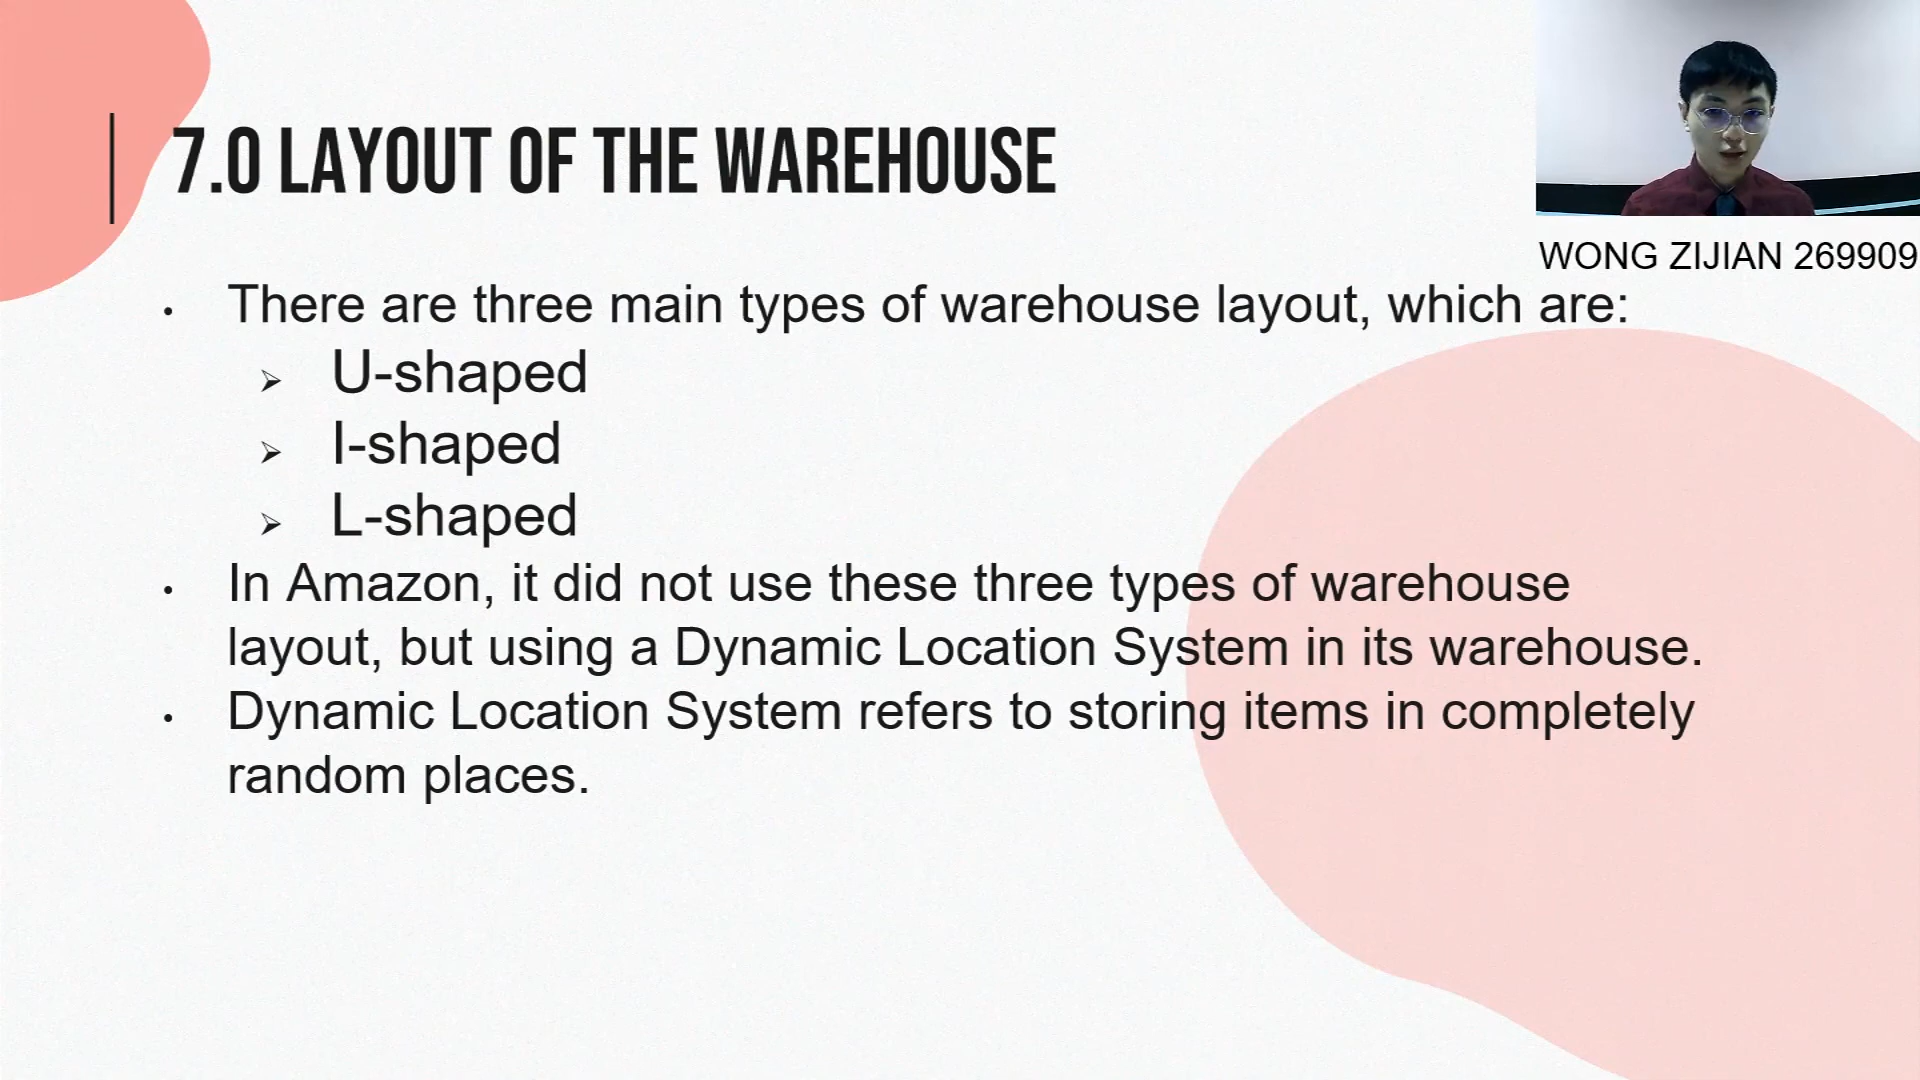 7.0 LAYOUT OF THE WAREHOUSE
WONG ZIJIAN 269909
• There are three main types of warehouse layout, which are:
➢ U-shaped
➢ I-shaped
➢ L-shaped
• In Amazon, it did not use these three types of warehouse
layout, but using a Dynamic Location System in its warehouse.
• Dynamic Location System refers to storing items in completely
random places.